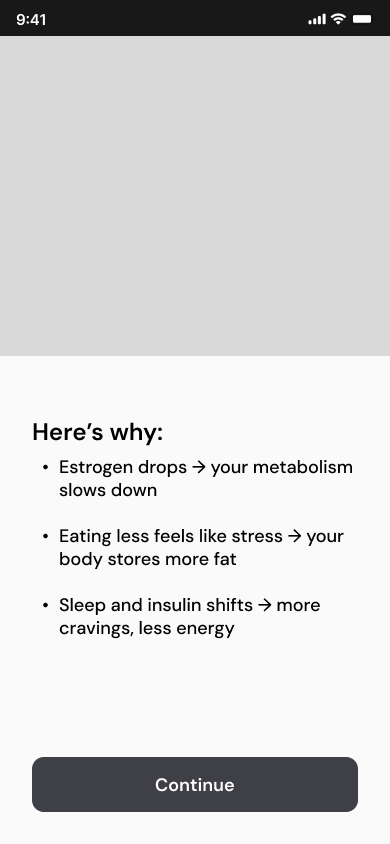 9:41
Here’s why:
• Estrogen drops → your metabolism
slows down
• Eating less feels like stress → your
body stores more fat
• Sleep and insulin shifts → more
cravings, less energy
Continue